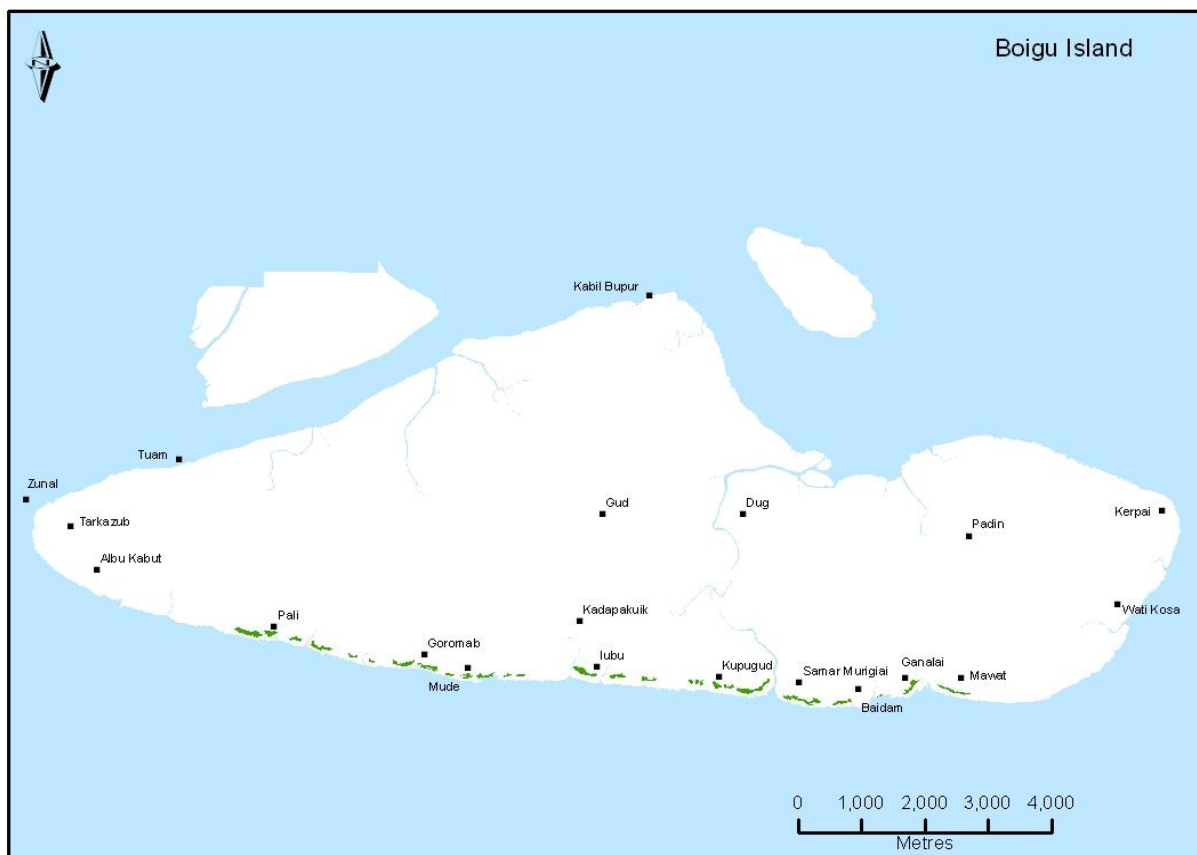 Boigu Island
N
Kabil Bupur
Tuam
Zunal
Tarkazub
Albu Kabut
Gud
Dug
Padin
Kerpai
Wati Kosa
Pali
Kadapakuik
Goromab
Iubu
Mude
Kupugud
Samar Murigiai
Ganalai
Mawat
Baidam
0 1,000 2,000 3,000 4,000
Metres